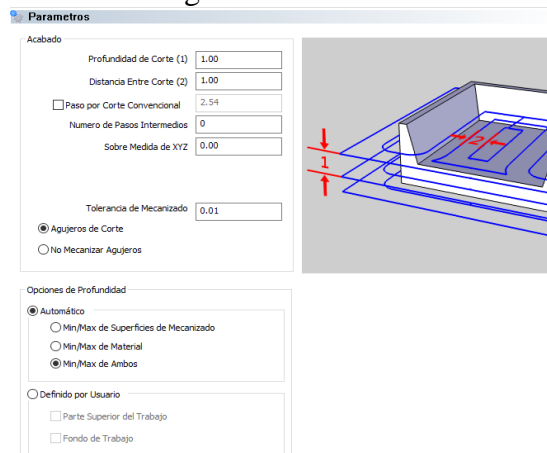 Parametros
Acabado
Profundidad de Corte (1) 1.00
Distancia Entre Corte (2) 1.00
Paso por Corte Convencional 2.54
Numero de Pasos Intermedios 0
Sobre Medida de XYZ 0.00
Tolerancia de Mecanizado 0.01
Agujeros de Corte
No Mecanizar Agujeros
1
2
Opciones de Profundidad
Automático
Min/Max de Superficies de Mecanizado
Min/Max de Material
Min/Max de Ambos
Definido por Usuario
Parte Superior del Trabajo
Fondo de Trabajo